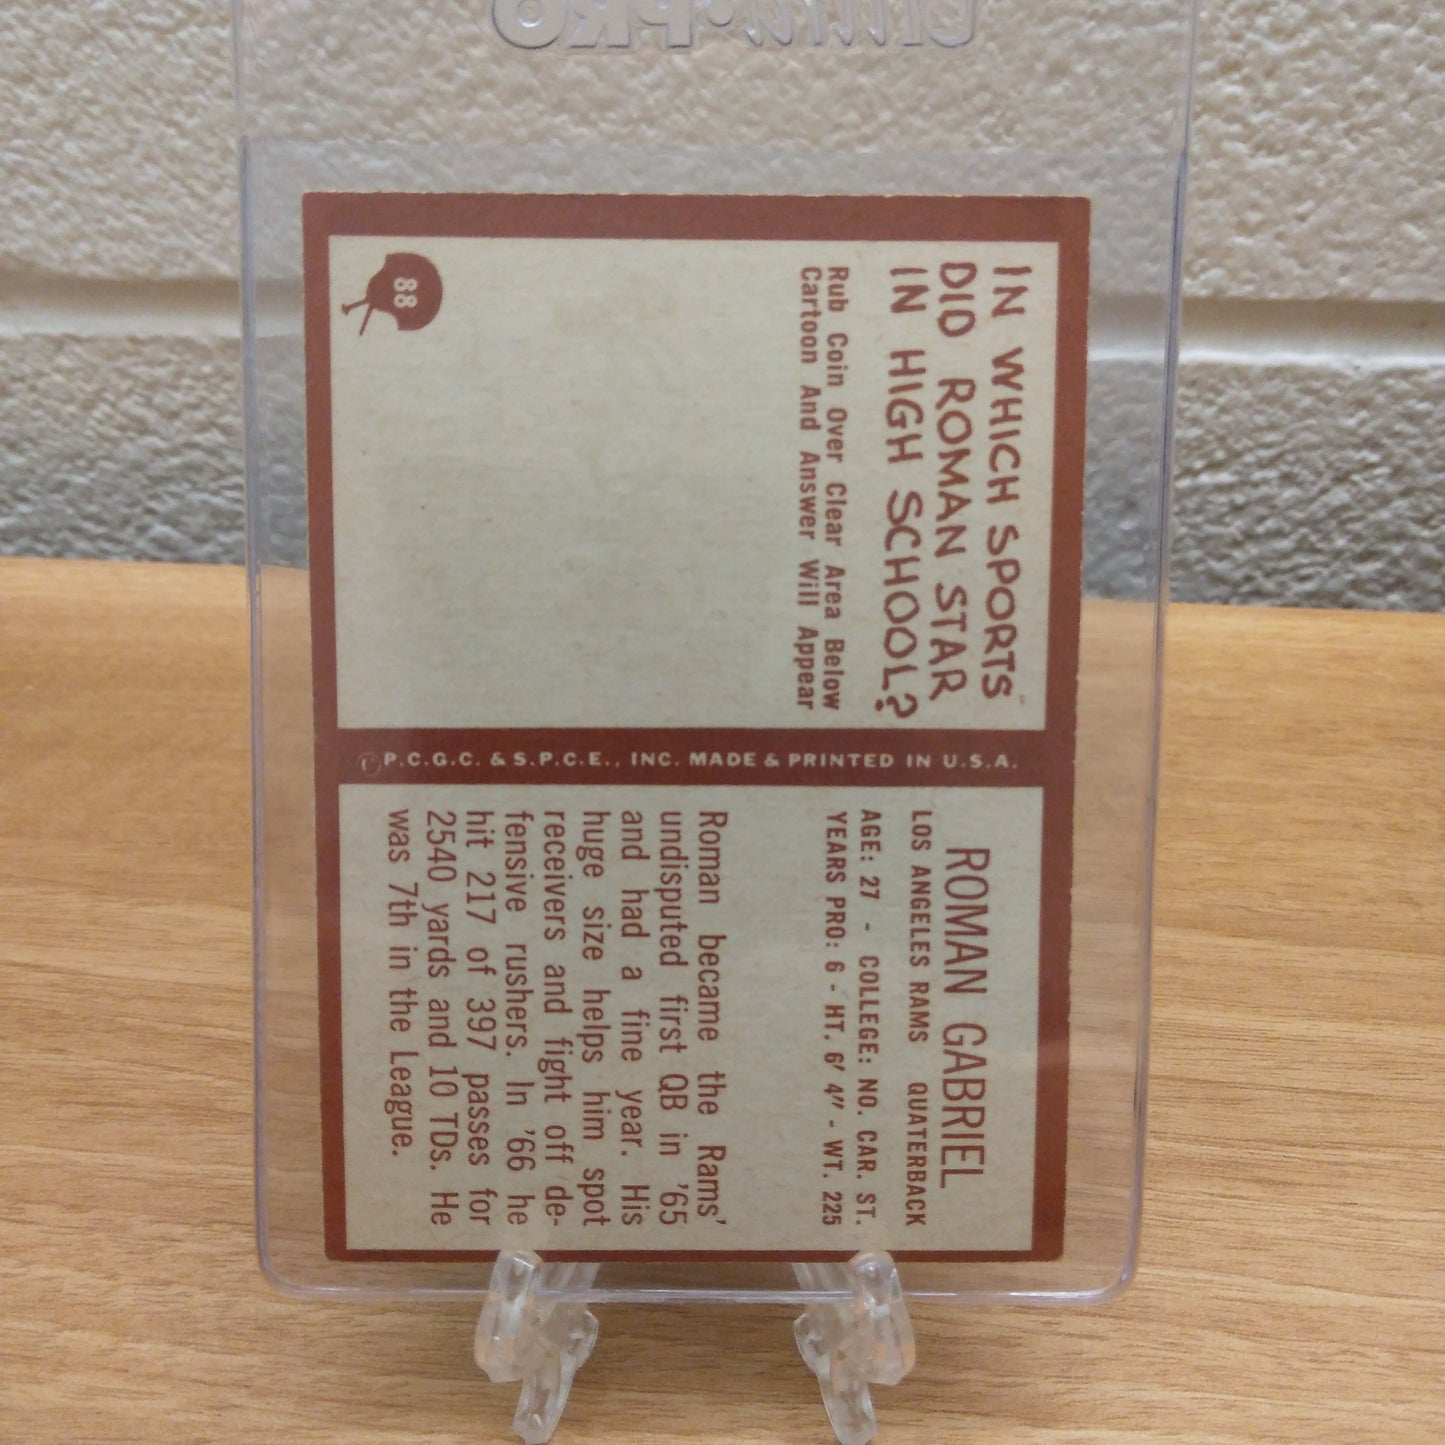 IN WHICH SPORTS
DID ROMAN STAR
IN HIGH SCHOOL?
Rub Coin Over Clear Area Below
Cartoon And Answer Will Appear
88
P.C.G.C. & S.P.C.E., INC. MADE & PRINTED IN U.S.A.
ROMAN GABRIEL
LOS ANGELES RAMS QUATERBACK
AGE: 27 - COLLEGE: NO. CAR. ST.
YEARS PRO: 6 - HT. 6' 4" - WT. 225
Roman became the Rams'
undisputed first QB in '65
and had a fine year. His
huge size helps him spot
receivers and fight off de-
fensive rushers. In '66 he
hit 217 of 397 passes for
2540 yards and 10 TDs. He
was 7th in the League.